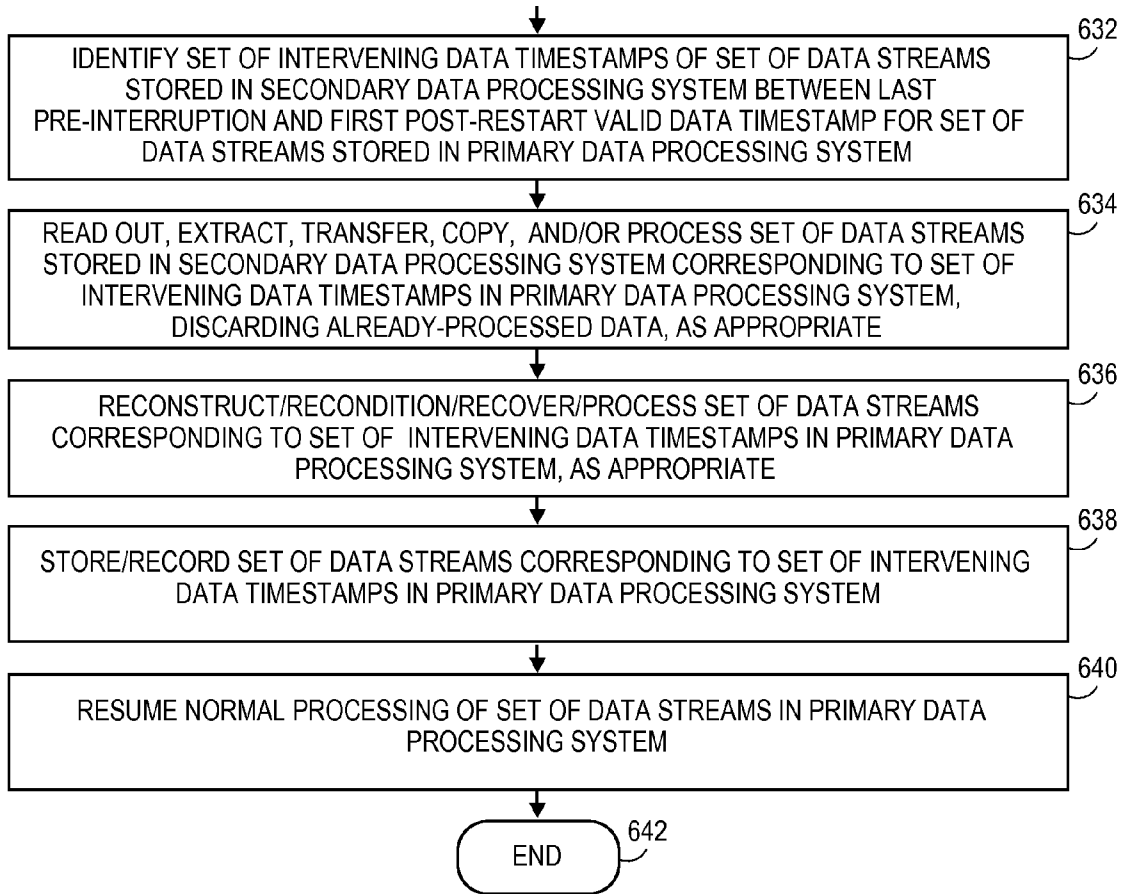 632
IDENTIFY SET OF INTERVENING DATA TIMESTAMPS OF SET OF DATA STREAMS
STORED IN SECONDARY DATA PROCESSING SYSTEM BETWEEN LAST
PRE-INTERRUPTION AND FIRST POST-RESTART VALID DATA TIMESTAMP FOR SET OF
DATA STREAMS STORED IN PRIMARY DATA PROCESSING SYSTEM
634
READ OUT, EXTRACT, TRANSFER, COPY, AND/OR PROCESS SET OF DATA STREAMS
STORED IN SECONDARY DATA PROCESSING SYSTEM CORRESPONDING TO SET OF
INTERVENING DATA TIMESTAMPS IN PRIMARY DATA PROCESSING SYSTEM,
DISCARDING ALREADY-PROCESSED DATA, AS APPROPRIATE
636
RECONSTRUCT/RECONDITION/RECOVER/PROCESS SET OF DATA STREAMS
CORRESPONDING TO SET OF INTERVENING DATA TIMESTAMPS IN PRIMARY DATA
PROCESSING SYSTEM, AS APPROPRIATE
638
STORE/RECORD SET OF DATA STREAMS CORRESPONDING TO SET OF INTERVENING
DATA TIMESTAMPS IN PRIMARY DATA PROCESSING SYSTEM
640
RESUME NORMAL PROCESSING OF SET OF DATA STREAMS IN PRIMARY DATA
PROCESSING SYSTEM
642
END